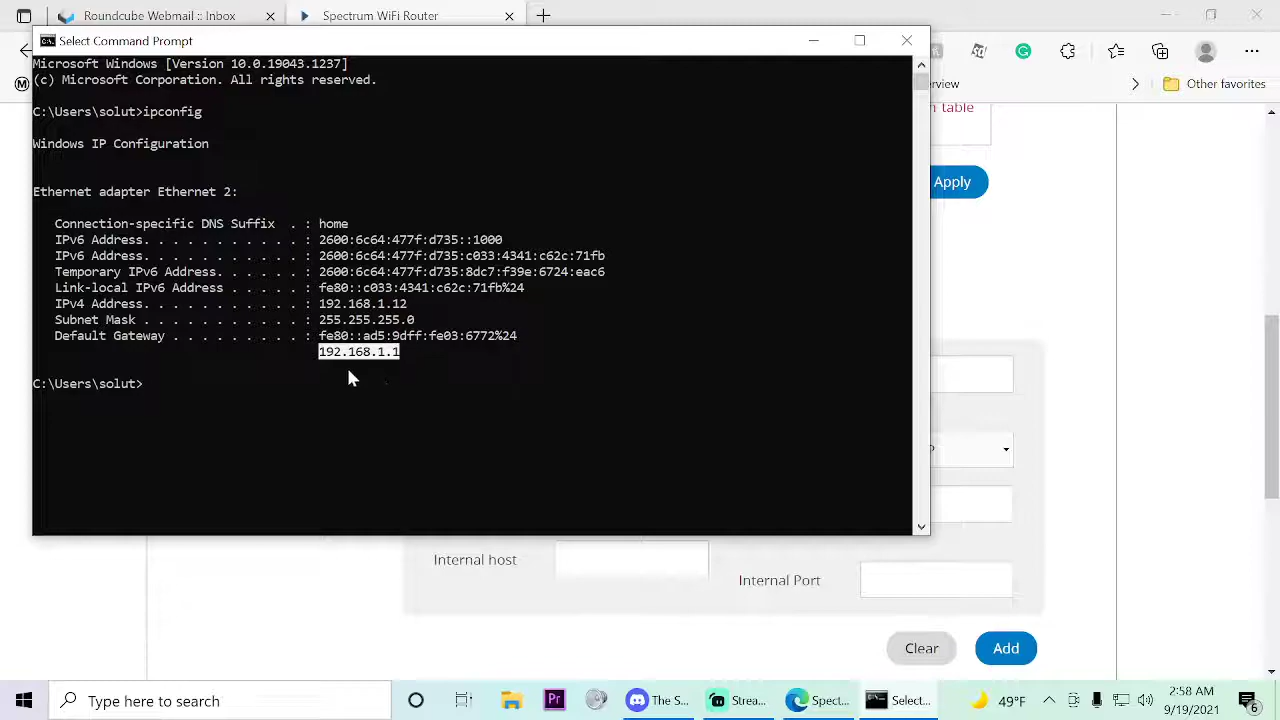 Roundcube Webmail :: Inbox
Spectrum WiFi Router
Select Command Prompt
Microsoft Windows [Version 10.0.19043.1237]
(c) Microsoft Corporation. All rights reserved.
C:\Users\solut>ipconfig
Windows IP Configuration
Ethernet adapter Ethernet 2:
Connection-specific DNS Suffix . : home
IPv6 Address. . . . . . . . . . . : 2600:6c64:477f:d735::1000
IPv6 Address. . . . . . . . . . . : 2600:6c64:477f:d735:c033:4341:c62c:71fb
Temporary IPv6 Address. . . . . . : 2600:6c64:477f:d735:8dc7:f39e:6724:eac6
Link-local IPv6 Address . . . . . : fe80::c033:4341:c62c:71fb%24
IPv4 Address. . . . . . . . . . . : 192.168.1.12
Subnet Mask . . . . . . . . . . . : 255.255.255.0
Default Gateway . . . . . . . . . : fe80::ad5:9dff:fe03:6772%24
192.168.1.1
C:\Users\solut>
Other favorites
table
Apply
Internal host
Internal Port
Clear
Add
Type here to search
The S...
Strea...
Spect...
Select...
49°F
2:58 AM
9/19/2021
6